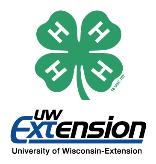 H H
H H
UW
Extension
University of Wisconsin-Extension